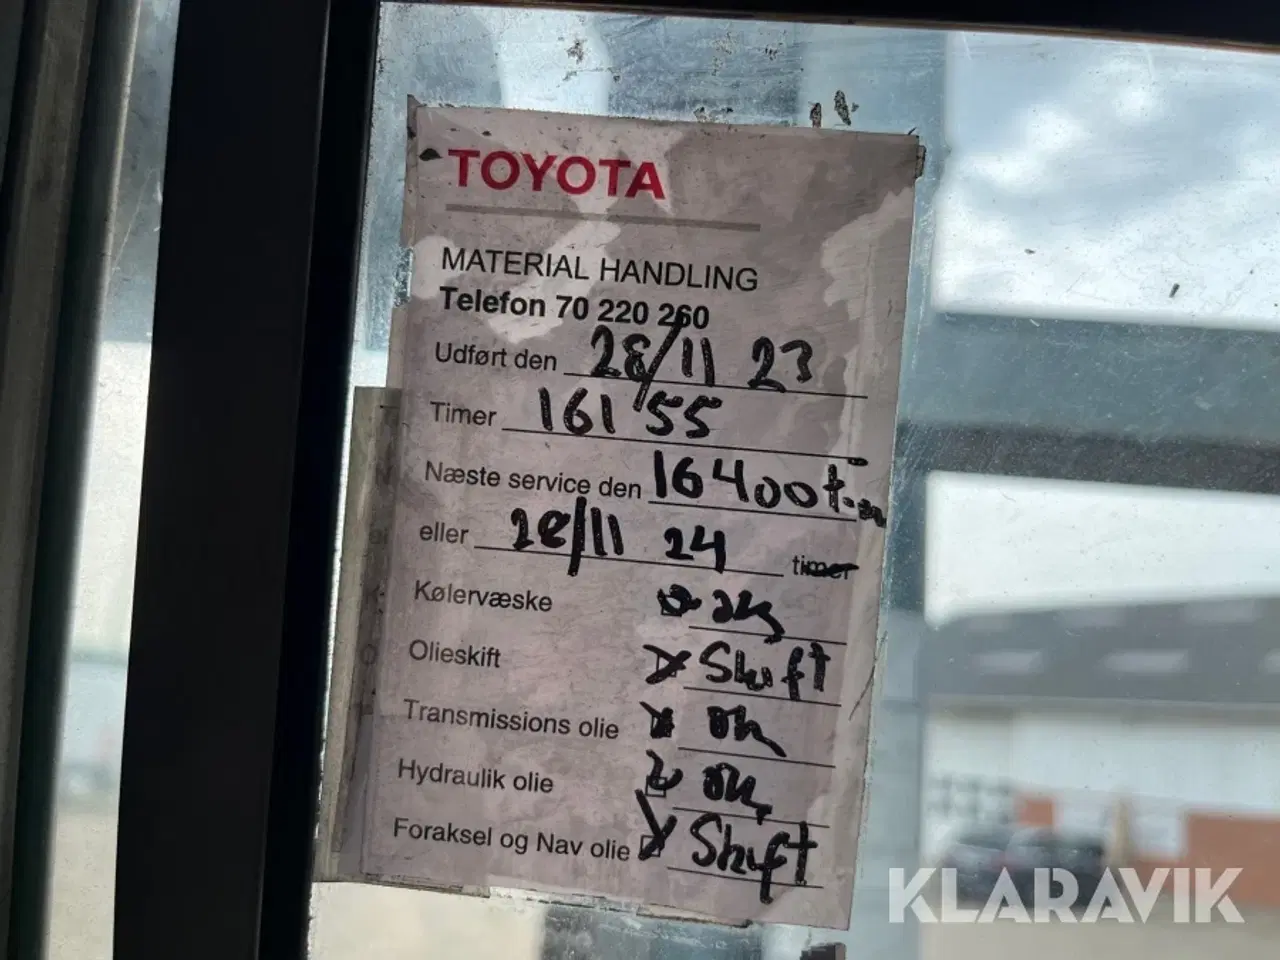 TOYOTA
MATERIAL HANDLING
Telefon 70 220 260
Udført den 28/11 23
Timer 16155
Næste service den 16400
eller 28/11 24 timer
Kølervæske ok
Olieskift Skift
Transmissions olie ok
Hydraulik olie ok
Foraksel og Nav olie Skift
KLARAVIK